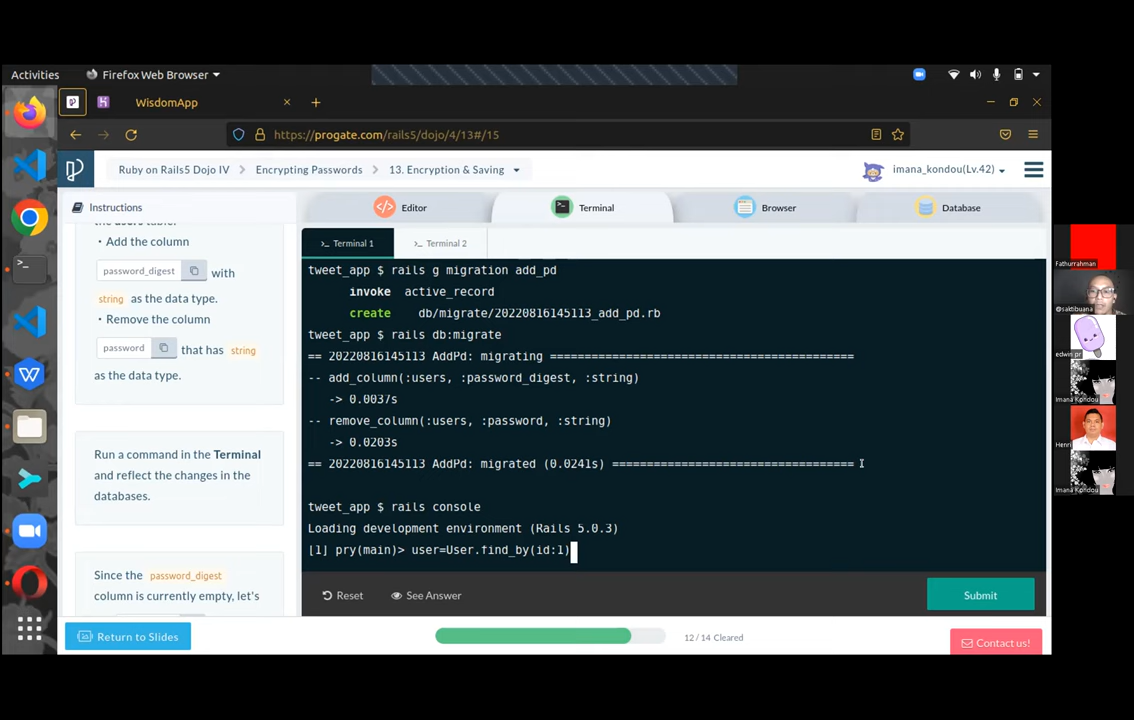 Activities
Firefox Web Browser
WisdomApp
https://progate.com/rails5/dojo/4/13#/15
Ruby on Rails5 Dojo IV
Encrypting Passwords
13. Encryption & Saving
imana_kondou(Lv.42)
Instructions
Editor
Terminal
Browser
Database
the users table.
• Add the column
password_digest with
string as the data type.
• Remove the column
password that has string
as the data type.
Run a command in the Terminal
and reflect the changes in the
databases.
Since the password_digest
column is currently empty, let's
Terminal 1
Terminal 2
tweet_app $ rails g migration add_pd
invoke active_record
create db/migrate/20220816145113_add_pd.rb
tweet_app $ rails db:migrate
== 20220816145113 AddPd: migrating ============================================
-- add_column(:users, :password_digest, :string)
-> 0.0037s
-- remove_column(:users, :password, :string)
-> 0.0203s
== 20220816145113 AddPd: migrated (0.0241s) ===================================
tweet_app $ rails console
Loading development environment (Rails 5.0.3)
[1] pry(main)> user=User.find_by(id:1)
Reset
See Answer
Submit
Return to Slides
12 / 14 Cleared
Contact us!
Fathurrahman
@saktibuana
edwin pr
Imana Kondou
Henri
Imana Kondou